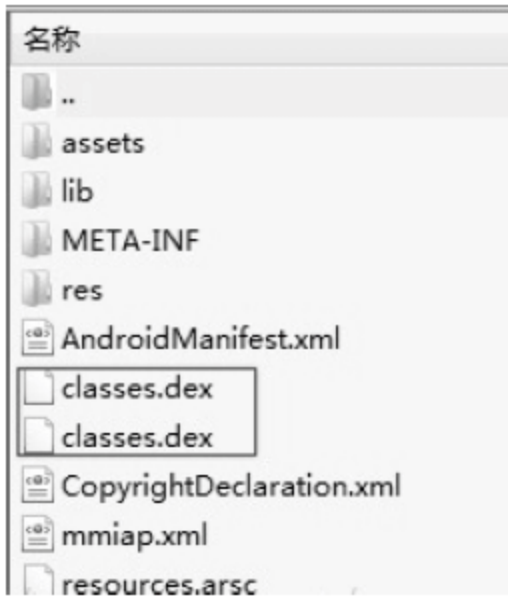 名称
..
assets
lib
META-INF
res
AndroidManifest.xml
classes.dex
classes.dex
CopyrightDeclaration.xml
mmiap.xml
resources.arsc